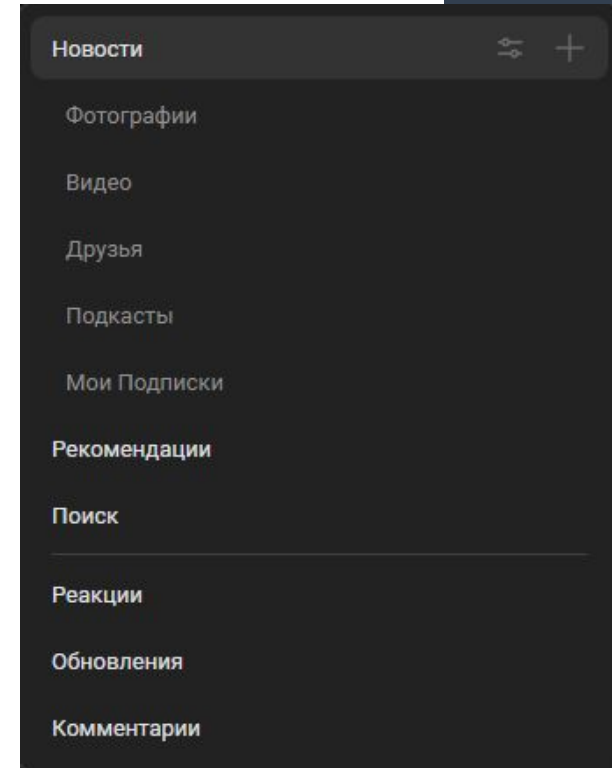 Новости
Фотографии
Видео
Друзья
Подкасты
Мои Подписки
Рекомендации
Поиск
Реакции
Обновления
Комментарии